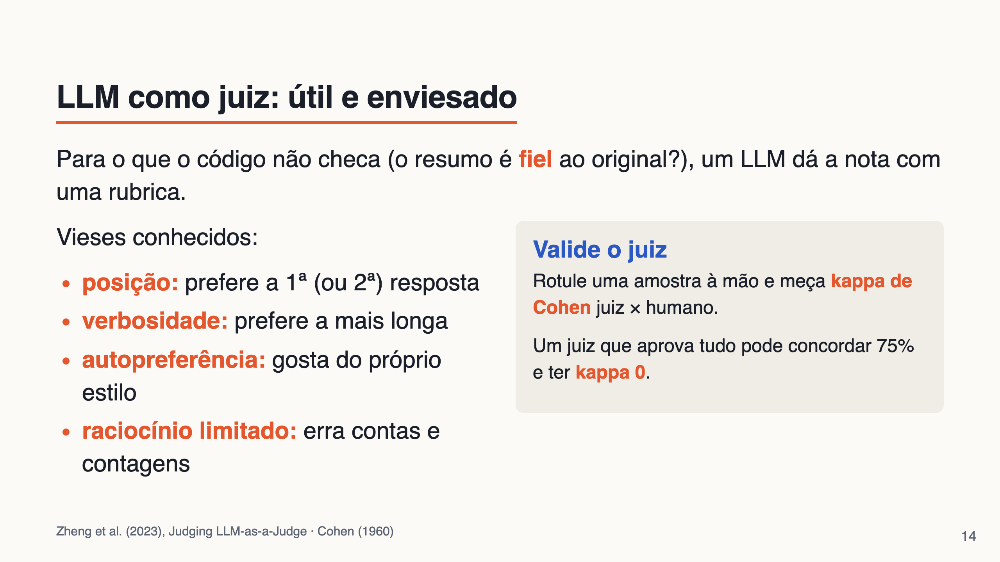 LLM como juiz: útil e enviesado
Para o que o código não checa (o resumo é fiel ao original?), um LLM dá a nota com
uma rubrica.
Vieses conhecidos:
• posição: prefere a 1ª (ou 2ª) resposta
• verbosidade: prefere a mais longa
• autopreferência: gosta do próprio
estilo
• raciocínio limitado: erra contas e
contagens
Valide o juiz
Rotule uma amostra à mão e meça kappa de
Cohen juiz × humano.
Um juiz que aprova tudo pode concordar 75%
e ter kappa 0.
Zheng et al. (2023), Judging LLM-as-a-Judge · Cohen (1960)
14